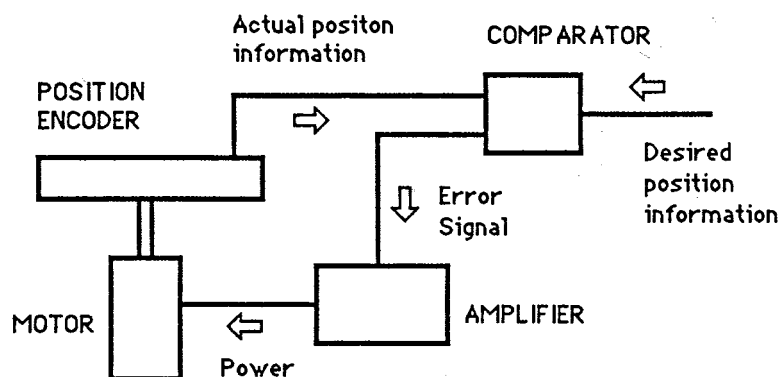 Actual positon
information
COMPARATOR
POSITION
ENCODER
Desired
position
information
Error
Signal
MOTOR
AMPLIFIER
Power